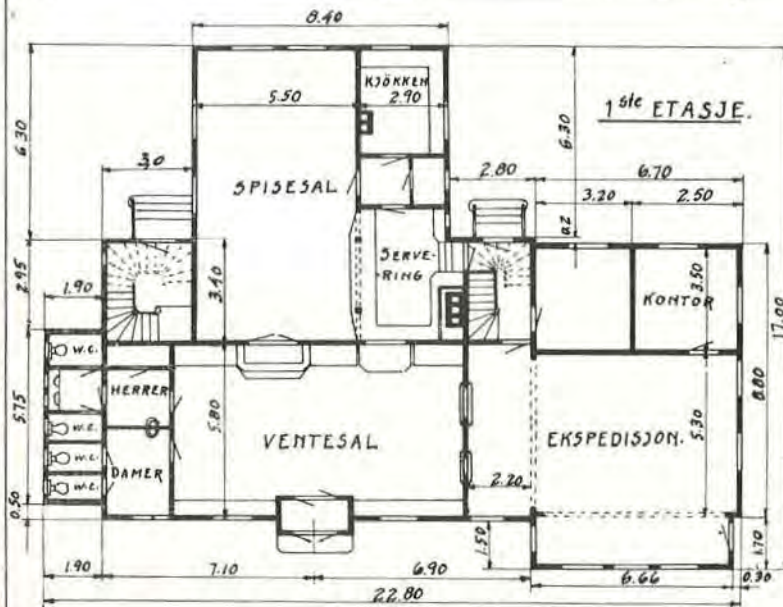 8.40
KJÖKKEN
2.90
5.50
1ste ETASJE.
6.30
6.30
3,0
SPISESAL
2.80
6.70
3.20
2.50
0.2
2.95
3.40
SERVE-
RING
3.50
KONTOR
17.00
1.90
W.C.
HERRER
5.75
5.80
VENTESAL
EKSPEDISJON.
5.30
8.80
W.C.
W.C.
DAMER
W.C.
2.20
0.50
1.50
1.70
1.90
7.10
6.90
6.66
0.30
22.80